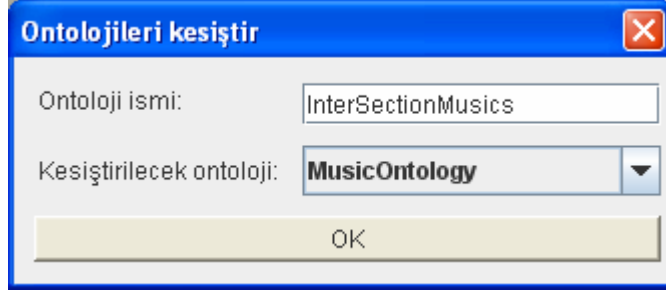 Ontolojileri kesiştir
Ontoloji ismi: InterSectionMusics
Kesiştirilecek ontoloji: MusicOntology
OK